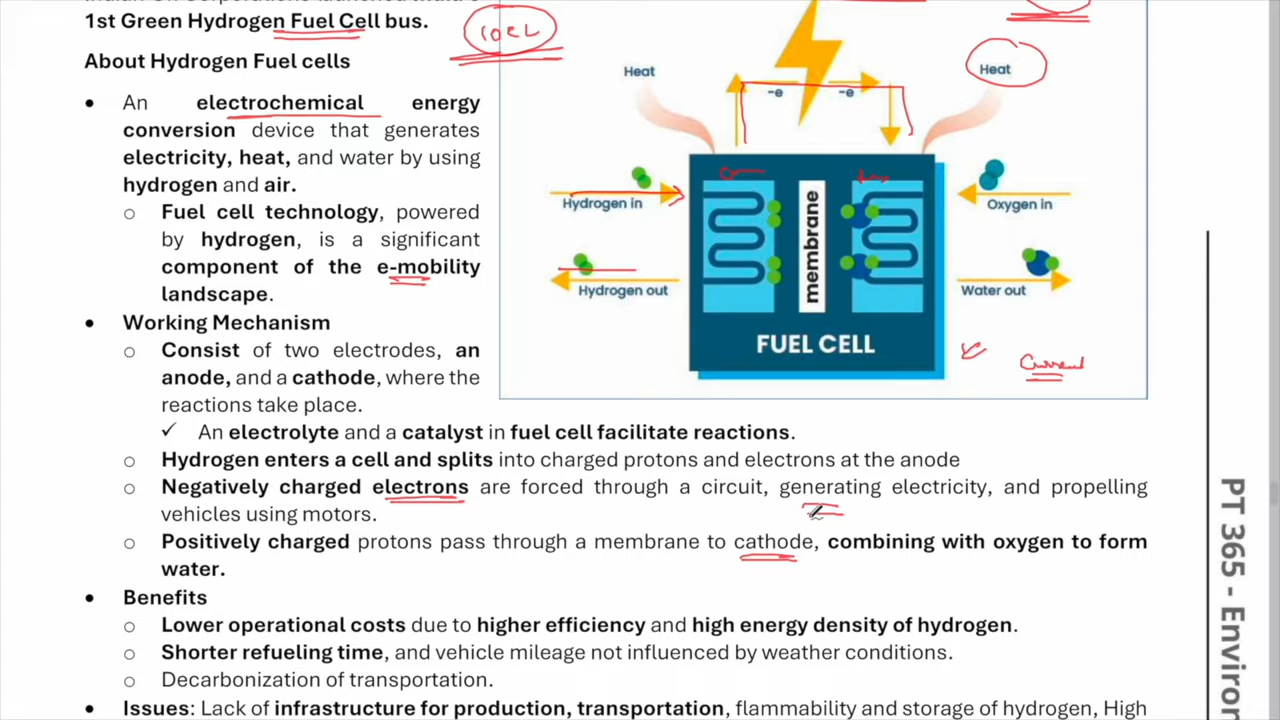 1st Green Hydrogen Fuel Cell bus.
IOCL
About Hydrogen Fuel cells
• An electrochemical energy
conversion device that generates
electricity, heat, and water by using
hydrogen and air.
o Fuel cell technology, powered
by hydrogen, is a significant
component of the e-mobility
landscape.
• Working Mechanism
o Consist of two electrodes, an
anode, and a cathode, where the
reactions take place.
✓ An electrolyte and a catalyst in fuel cell facilitate reactions.
o Hydrogen enters a cell and splits into charged protons and electrons at the anode
o Negatively charged electrons are forced through a circuit, generating electricity, and propelling
vehicles using motors.
o Positively charged protons pass through a membrane to cathode, combining with oxygen to form
water.
• Benefits
o Lower operational costs due to higher efficiency and high energy density of hydrogen.
o Shorter refueling time, and vehicle mileage not influenced by weather conditions.
o Decarbonization of transportation.
• Issues: Lack of infrastructure for production, transportation, flammability and storage of hydrogen, High
Heat
Heat
-e
-e
Hydrogen in
Oxygen in
membrane
Hydrogen out
Water out
FUEL CELL
Current
PT 365 - Environ